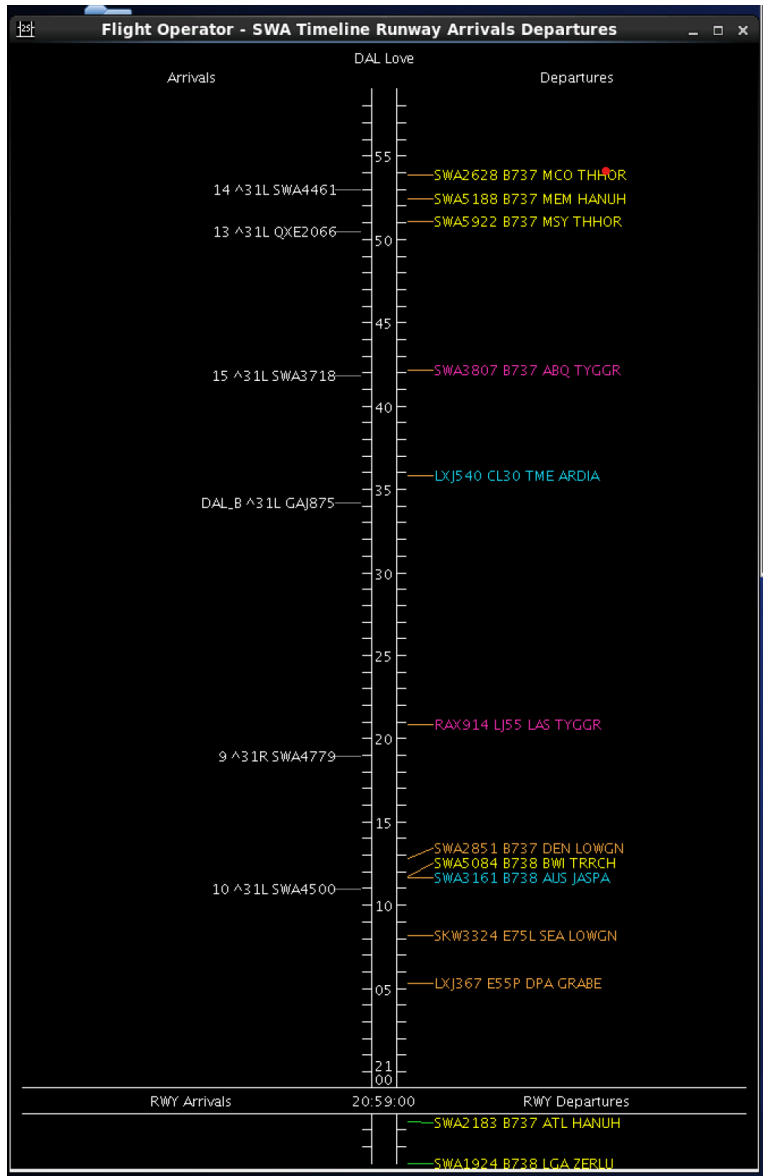 25
Flight Operator - SWA Timeline Runway Arrivals Departures
DAL Love
Arrivals
Departures
55
SWA2628 B737 MCO THHOR
14 ^31L SWA4461
SWA5188 B737 MEM HANUH
13 ^31L QXE2066
SWA5922 B737 MSY THHOR
50
45
15 ^31L SWA3718
SWA3807 B737 ABQ TYGGR
40
LXJ540 CL30 TME ARDIA
35
DAL_B ^31L GAJ875
30
25
RAX914 LJ55 LAS TYGGR
20
9 ^31R SWA4779
15
SWA2851 B737 DEN LOWGN
SWA5084 B738 BWI TRRCH
SWA3161 B738 AUS JASPA
10 ^31L SWA4500
10
SKW3324 E75L SEA LOWGN
LXJ367 E55P DPA GRABE
05
21
00
RWY Arrivals
20:59:00
RWY Departures
SWA2183 B737 ATL HANUH
SWA1924 B738 LGA ZERLU